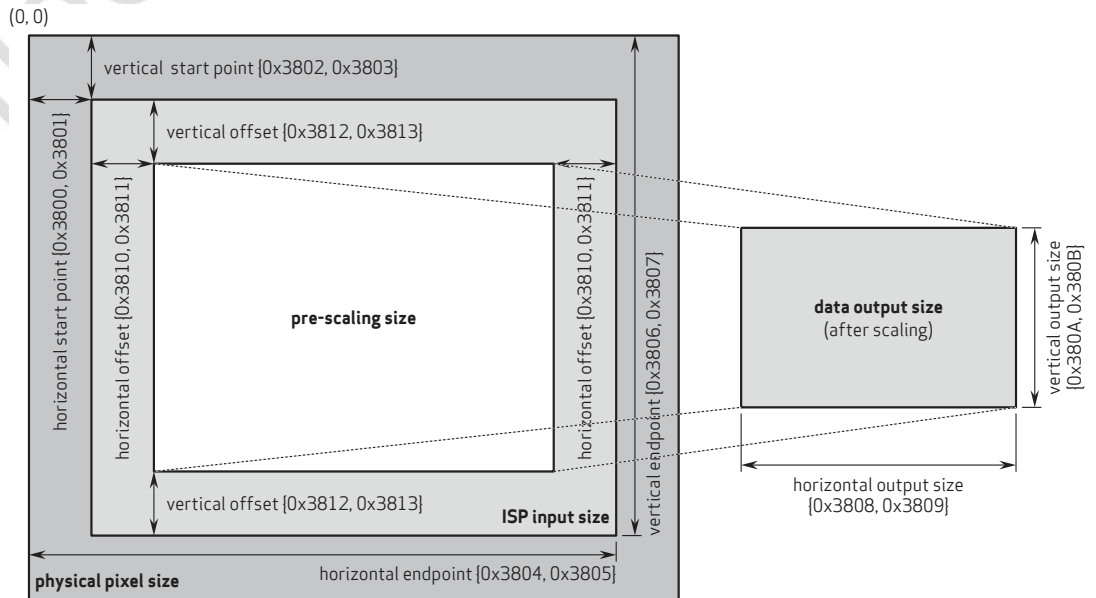 (0, 0)
vertical start point {0x3802, 0x3803}
vertical offset {0x3812, 0x3813}
horizontal start point {0x3800, 0x3801}
horizontal offset {0x3810, 0x3811}
pre-scaling size
horizontal offset {0x3810, 0x3811}
vertical endpoint {0x3806, 0x3807}
data output size
(after scaling)
vertical output size
{0x380A, 0x380B}
horizontal output size
{0x3808, 0x3809}
vertical offset {0x3812, 0x3813}
ISP input size
horizontal endpoint {0x3804, 0x3805}
physical pixel size